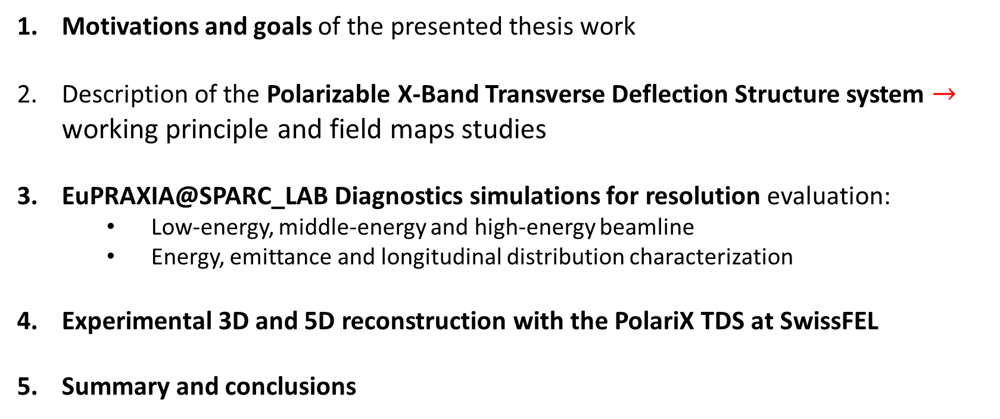 1. Motivations and goals of the presented thesis work
2. Description of the Polarizable X-Band Transverse Deflection Structure system →
working principle and field maps studies
3. EuPRAXIA@SPARC_LAB Diagnostics simulations for resolution evaluation:
• Low-energy, middle-energy and high-energy beamline
• Energy, emittance and longitudinal distribution characterization
4. Experimental 3D and 5D reconstruction with the PolariX TDS at SwissFEL
5. Summary and conclusions